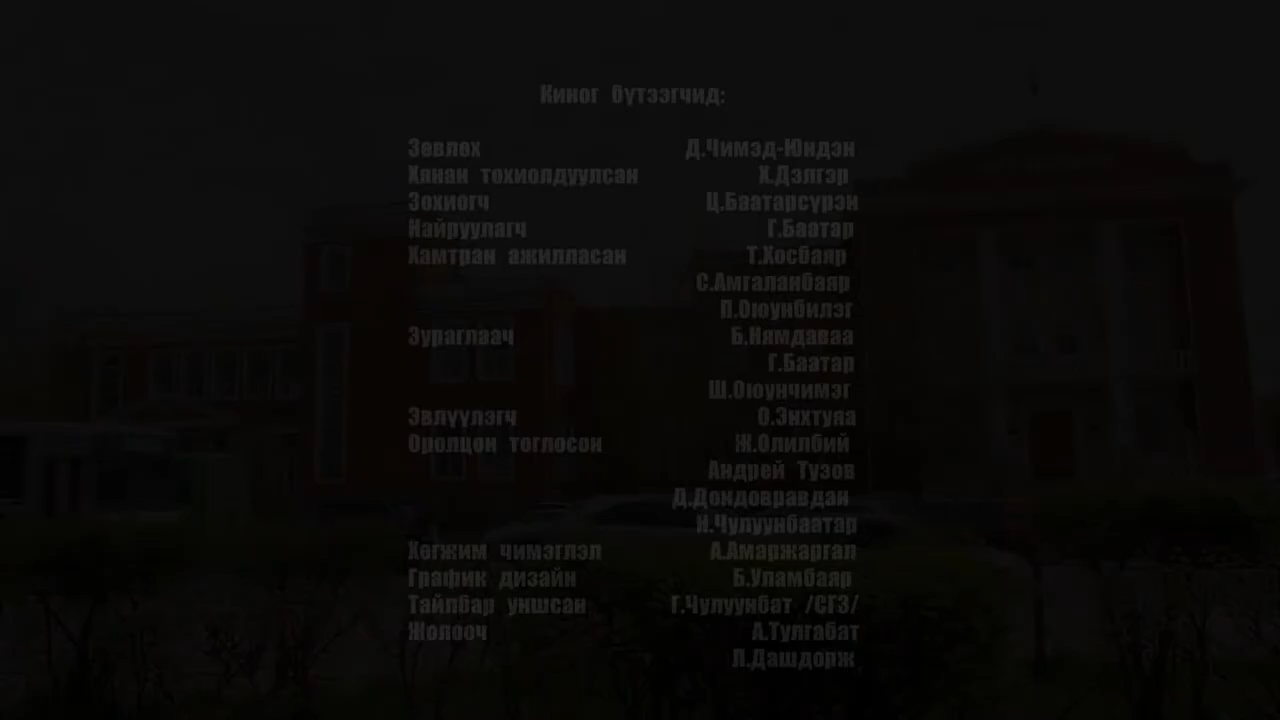 Киног бүтээгчид:
Зөвлөх Д.Чимэд-Юндэн
Хянан тохиолдуулсан Х.Дэлгэр
Зохиогч Ц.Баатарсүрэн
Найруулагч Г.Баатар
Хамтран ажилласан Т.Хосбаяр
С.Амгаланбаяр
П.Оюунбилэг
Зураглаач Б.Нямдаваа
Г.Баатар
Ш.Оюунчимэг
Эвлүүлэгч О.Энхтуяа
Оролцон тоглосон Ж.Олилбий
Андрей Тузов
Д.Дондовравдан
Н.Чулуунбаатар
Хөгжим чимэглэл А.Амаржаргал
График дизайн Б.Уламбаяр
Тайлбар уншсан Г.Чулуунбат /СГЗ/
Жолооч А.Тулгабат
Л.Дашдорж